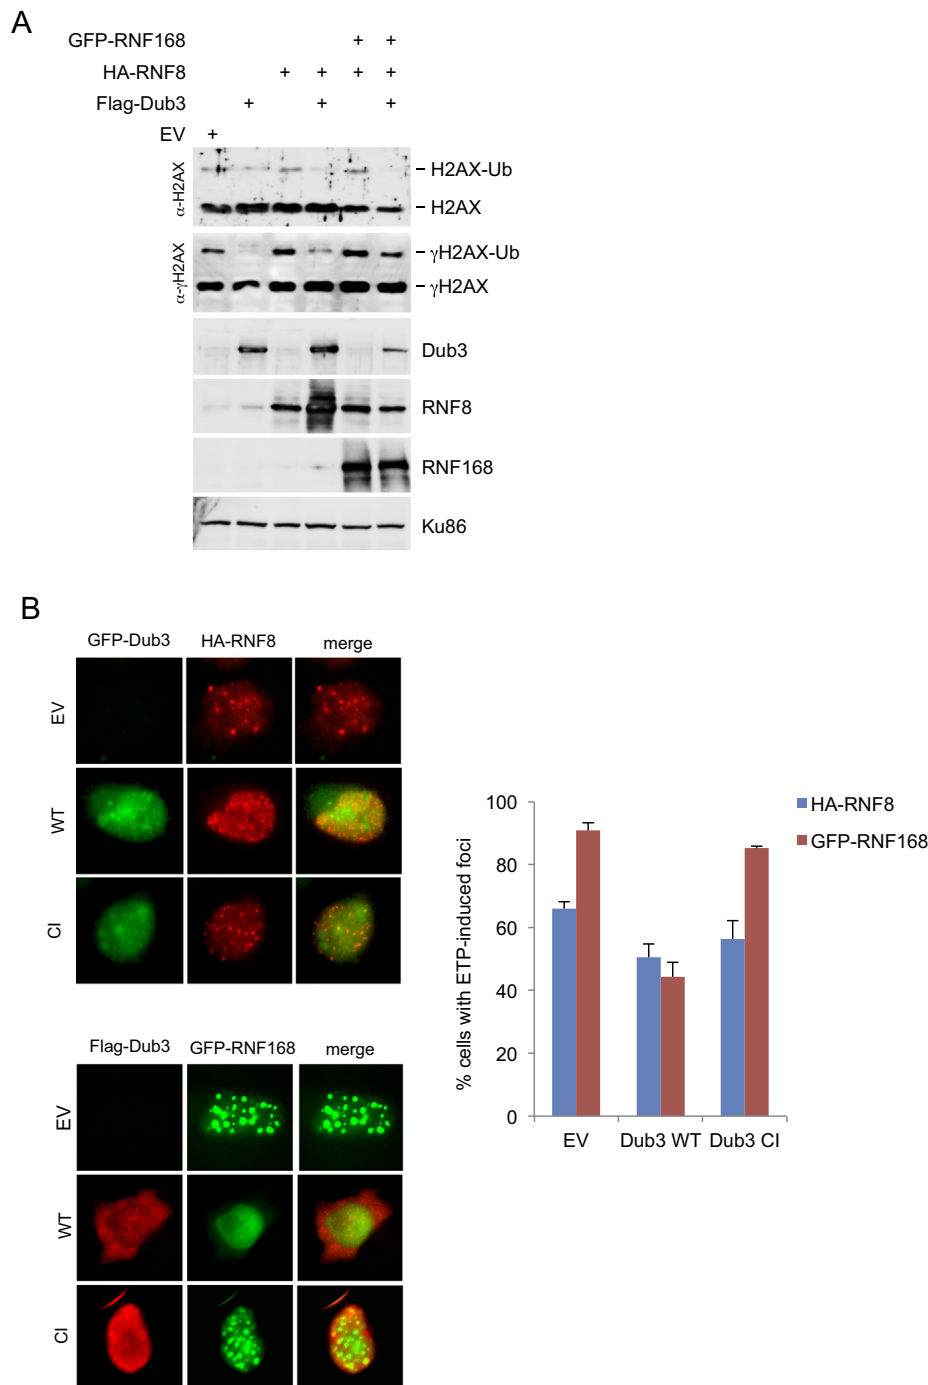 A
GFP-RNF168 + +
HA-RNF8 + + + +
Flag-Dub3 + + +
EV +
α-H2AX
H2AX-Ub
H2AX
α-γH2AX
γH2AX-Ub
γH2AX
Dub3
RNF8
RNF168
Ku86
B
GFP-Dub3 HA-RNF8 merge
EV
WT
CI
Flag-Dub3 GFP-RNF168 merge
EV
WT
CI
% cells with ETP-induced foci
100
80
60
40
20
0
EV Dub3 WT Dub3 CI
HA-RNF8
GFP-RNF168